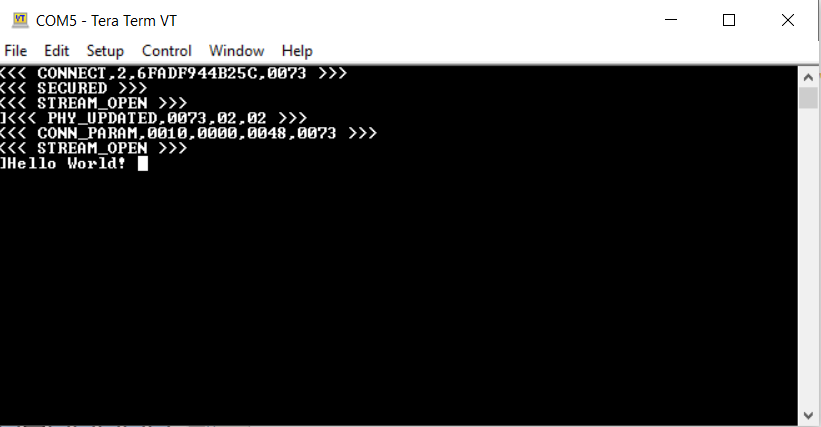 COM5 - Tera Term VT
File Edit Setup Control Window Help
<<< CONNECT,2,6FADF944B25C,0073 >>>
<<< SECURED >>>
<<< STREAM_OPEN >>>
]<<< PHY_UPDATED,0073,02,02 >>>
<<< CONN_PARAM,0010,0000,0048,0073 >>>
<<< STREAM_OPEN >>>
]Hello World!